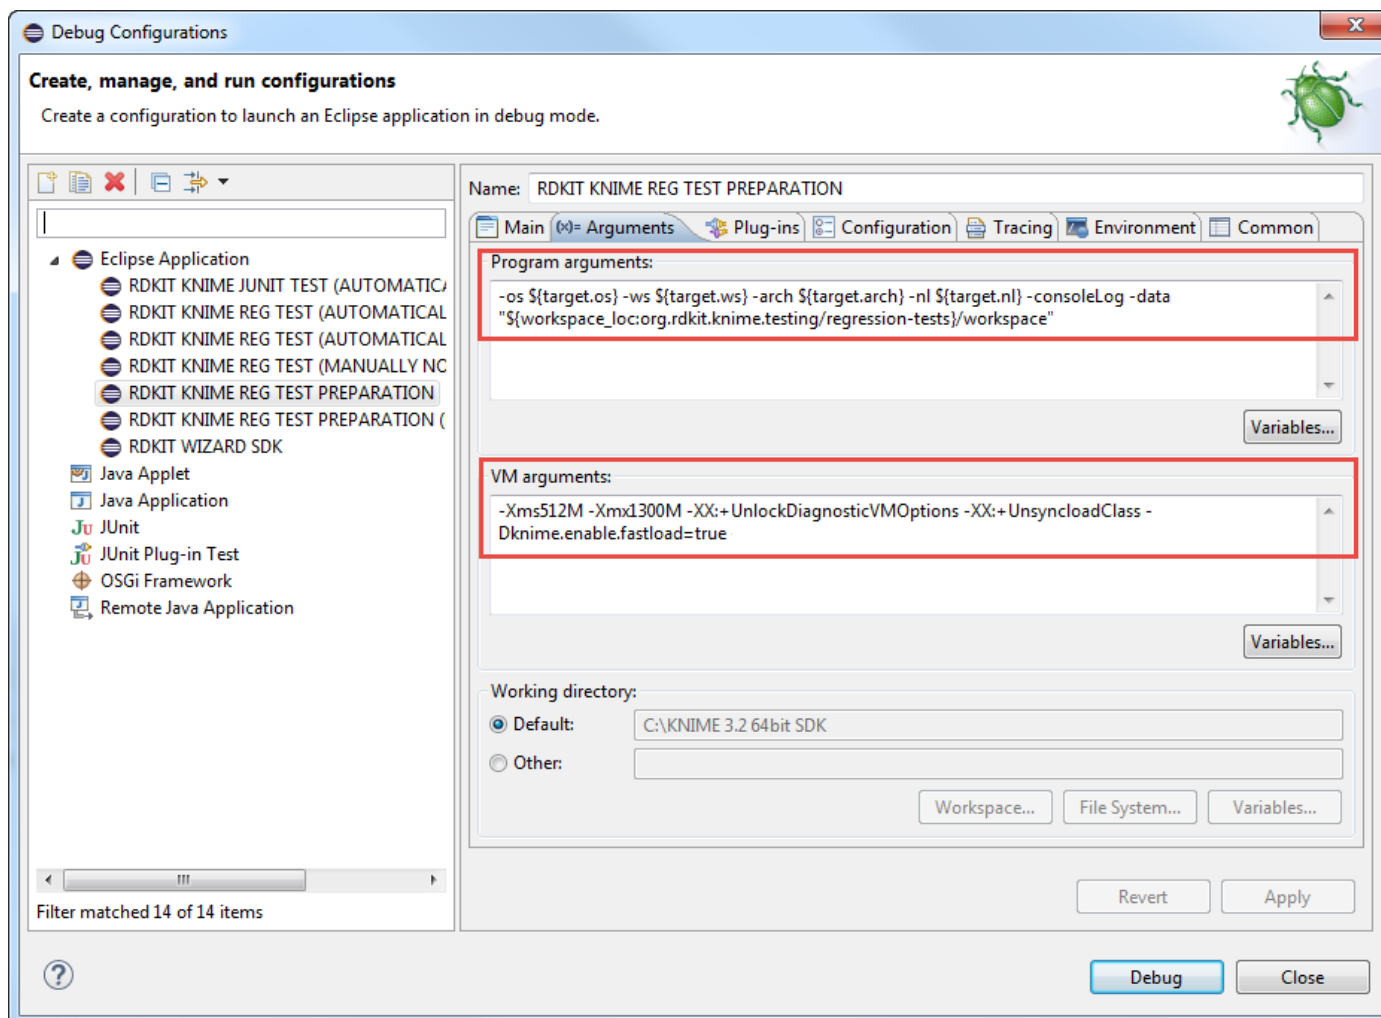 Debug Configurations
Create, manage, and run configurations
Create a configuration to launch an Eclipse application in debug mode.
Name: RDKIT KNIME REG TEST PREPARATION
Main (x)= Arguments Plug-ins Configuration Tracing Environment Common
Eclipse Application
RDKIT KNIME JUNIT TEST (AUTOMATICA
RDKIT KNIME REG TEST (AUTOMATICAL
RDKIT KNIME REG TEST (AUTOMATICAL
RDKIT KNIME REG TEST (MANUALLY NO
RDKIT KNIME REG TEST PREPARATION
RDKIT KNIME REG TEST PREPARATION (
RDKIT WIZARD SDK
Java Applet
Java Application
JU JUnit
JUnit Plug-in Test
OSGi Framework
Remote Java Application
Filter matched 14 of 14 items
Program arguments:
-os ${target.os} -ws ${target.ws} -arch ${target.arch} -nl ${target.nl} -consoleLog -data
"${workspace_loc:org.rdkit.knime.testing/regression-tests}/workspace"
Variables...
VM arguments:
-Xms512M -Xmx1300M -XX:+UnlockDiagnosticVMOptions -XX:+UnsyncloadClass -
Dknime.enable.fastload=true
Variables...
Working directory:
Default: C:\KNIME 3.2 64bit SDK
Other:
Workspace... File System... Variables...
Revert Apply
? Debug Close